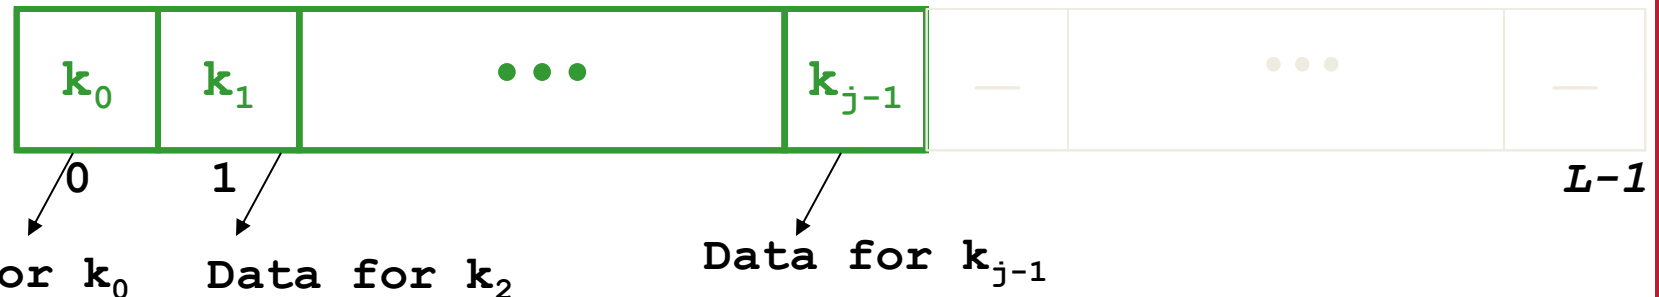 k₀ k₁ ••• kⱼ₋₁ — ••• —
0 1 L-1
or k₀ Data for k₂ Data for kⱼ₋₁